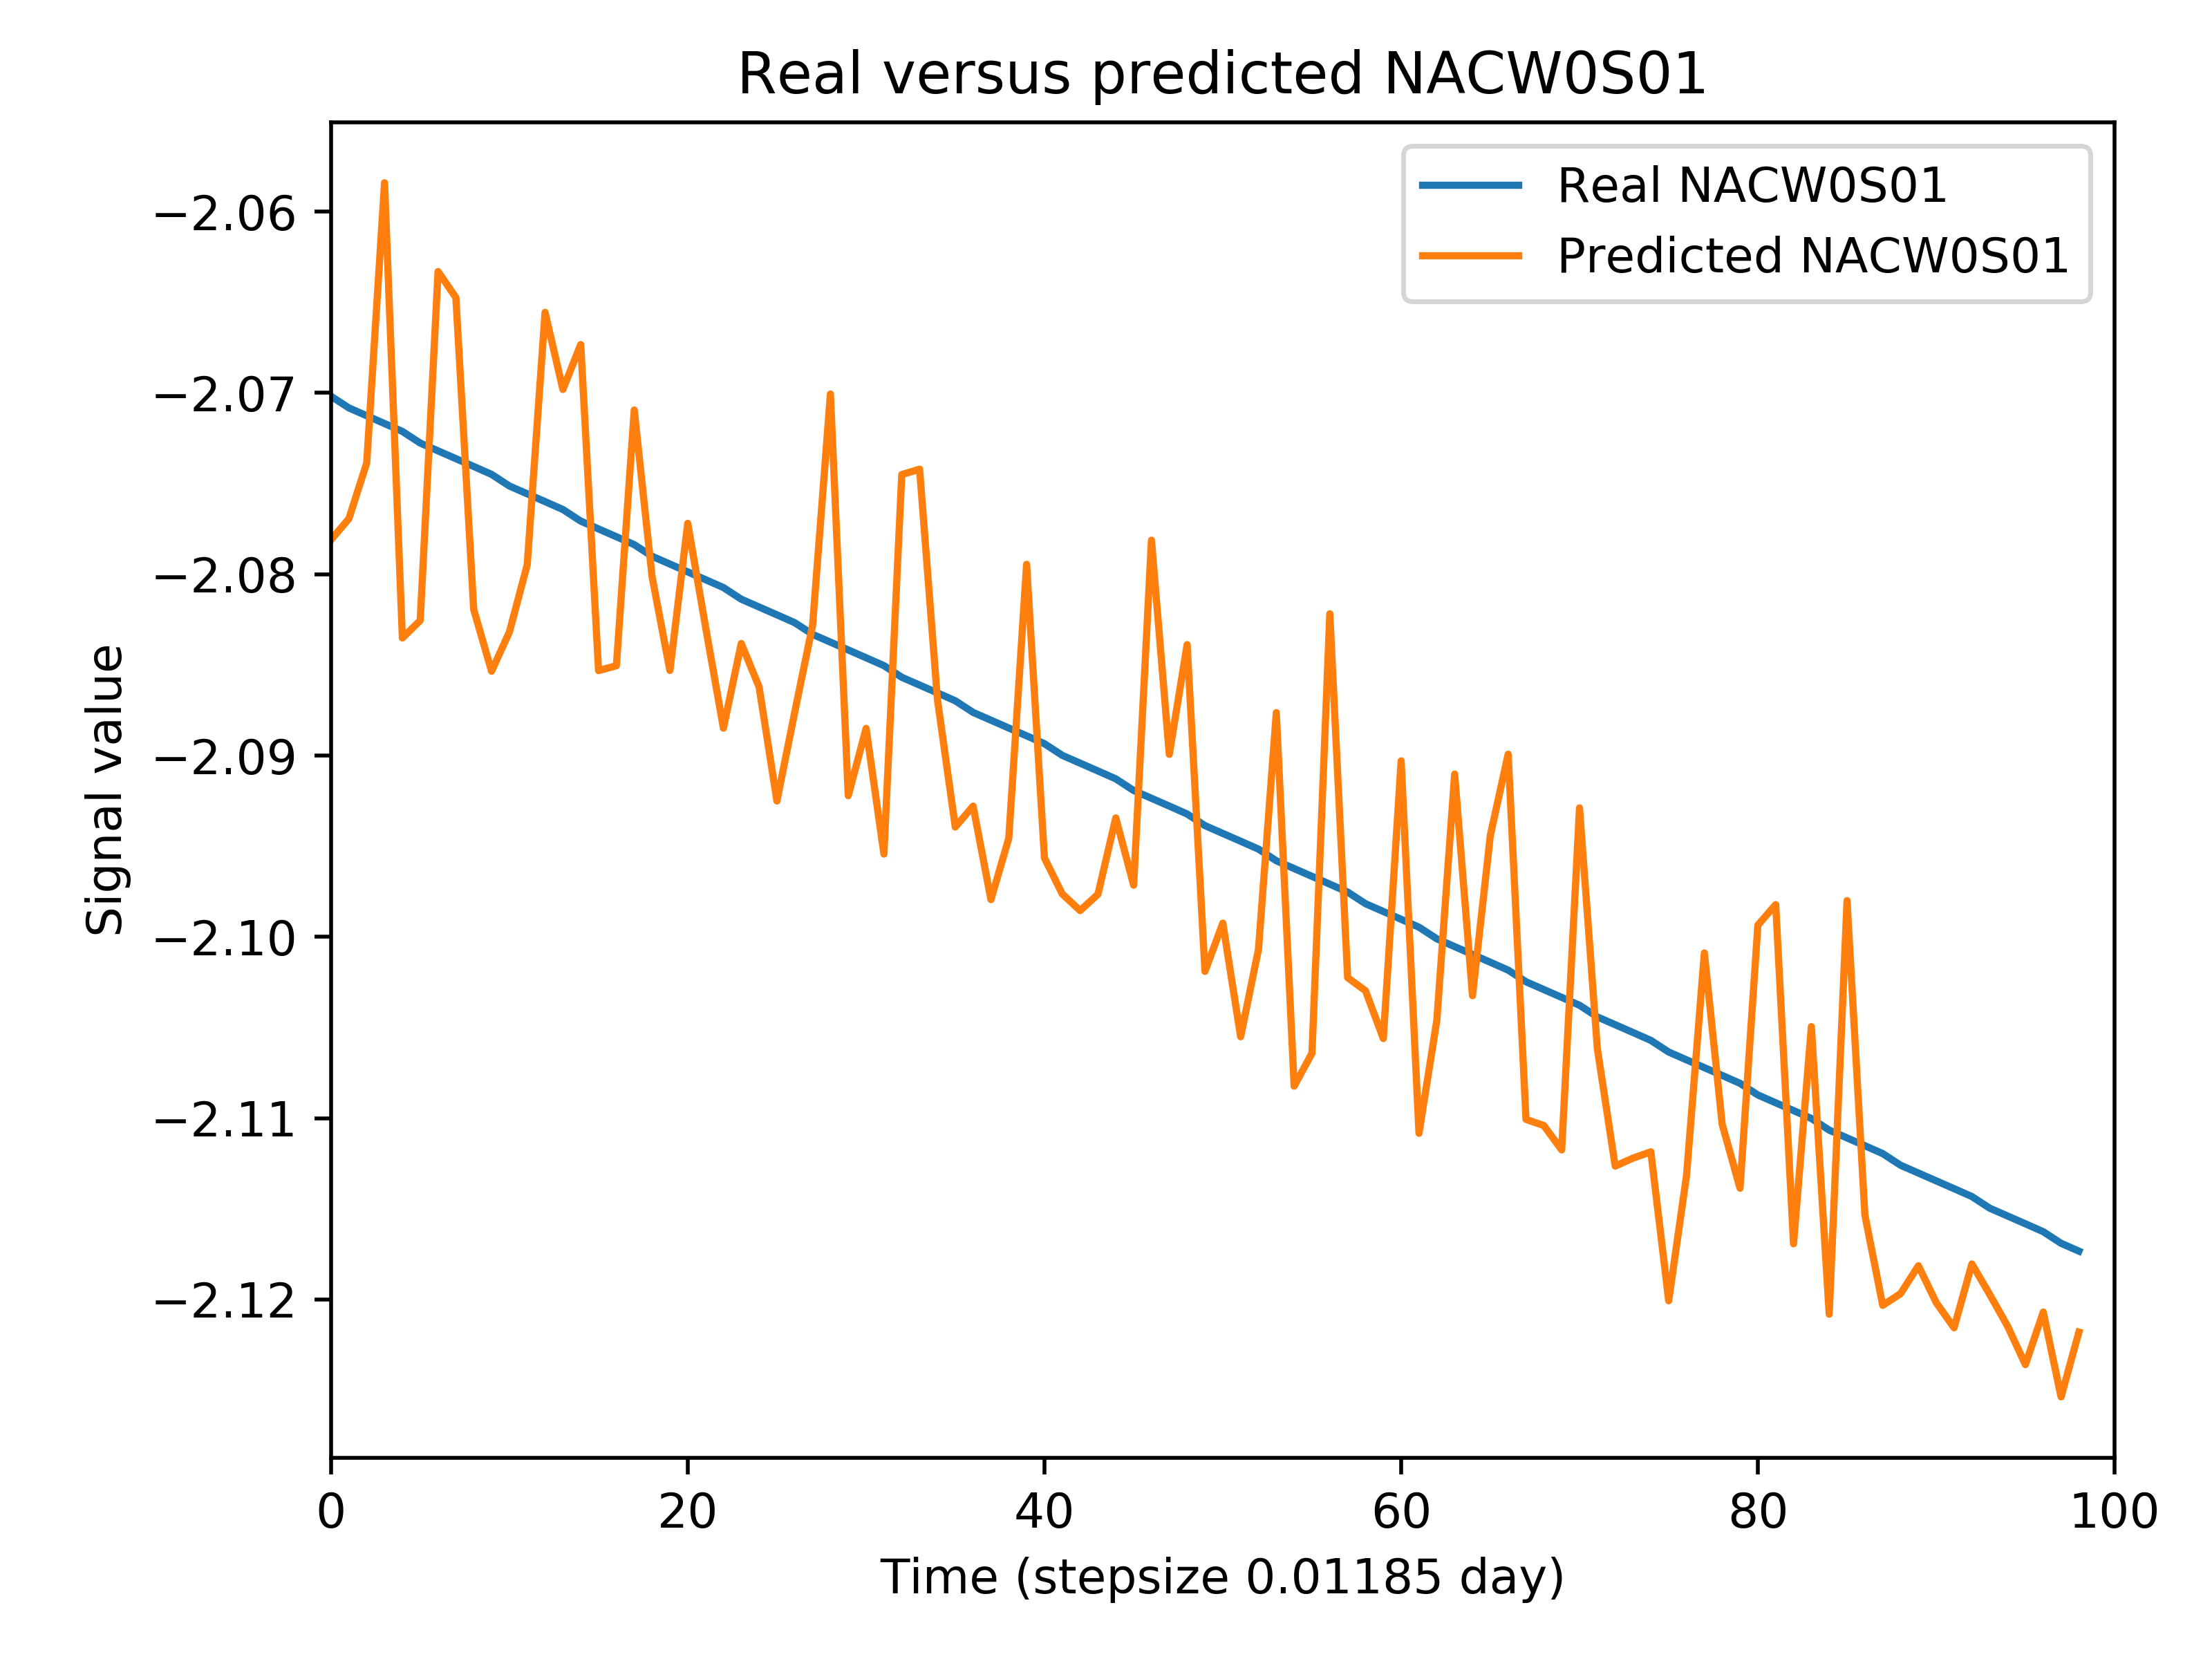 Real versus predicted NACW0S01
Real NACW0S01
Predicted NACW0S01
−2.06
−2.07
−2.08
−2.09
−2.10
−2.11
−2.12
Signal value
0 20 40 60 80 100
Time (stepsize 0.01185 day)